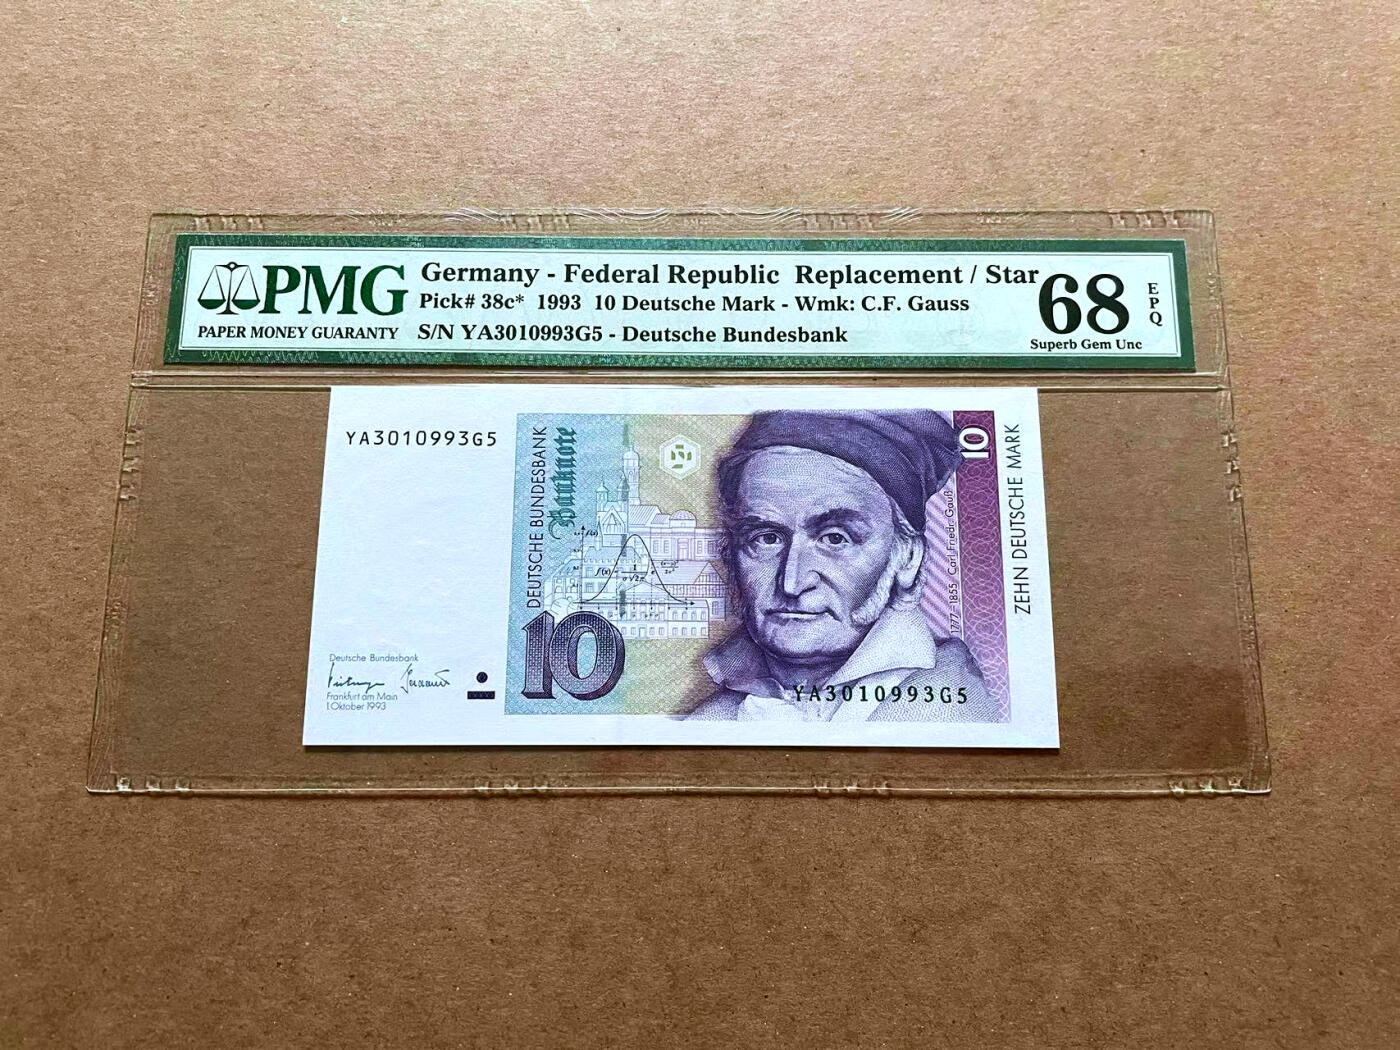 PMG
PAPER MONEY GUARANTY
Germany - Federal Republic Replacement / Star
Pick# 38c* 1993 10 Deutsche Mark - Wmk: C.F. Gauss
S/N YA3010993G5 - Deutsche Bundesbank
68
EPQ
Superb Gem Unc
YA3010993G5
DEUTSCHE BUNDESBANK
Banknote
10
ZEHN DEUTSCHE MARK
1777-1855 Carl Friedr. Gauß
f(x)
10
Deutsche Bundesbank
Frankfurt am Main
1. Oktober 1993
YA3010993G5